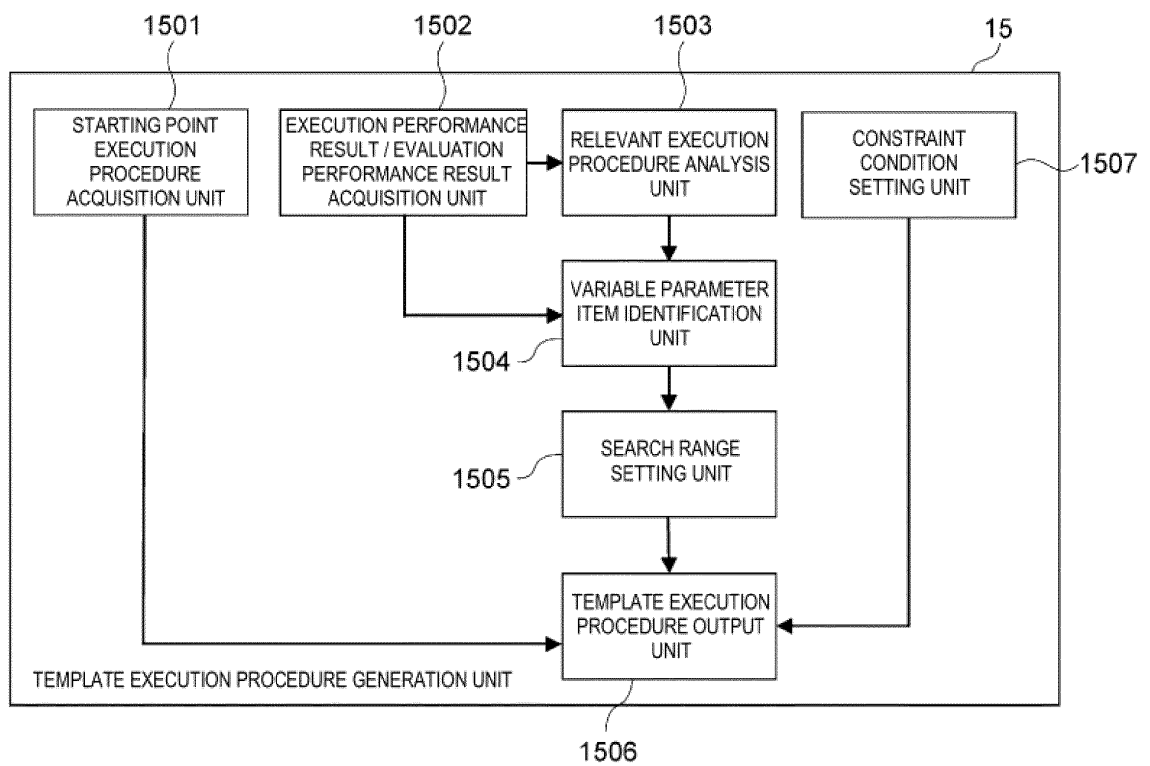 1501
1502
1503
15
STARTING POINT
EXECUTION
PROCEDURE
ACQUISITION UNIT
EXECUTION PERFORMANCE
RESULT / EVALUATION
PERFORMANCE RESULT
ACQUISITION UNIT
RELEVANT EXECUTION
PROCEDURE ANALYSIS
UNIT
CONSTRAINT
CONDITION
SETTING UNIT
1507
VARIABLE PARAMETER
ITEM IDENTIFICATION
UNIT
1504
SEARCH RANGE
SETTING UNIT
1505
TEMPLATE EXECUTION
PROCEDURE OUTPUT
UNIT
TEMPLATE EXECUTION PROCEDURE GENERATION UNIT
1506